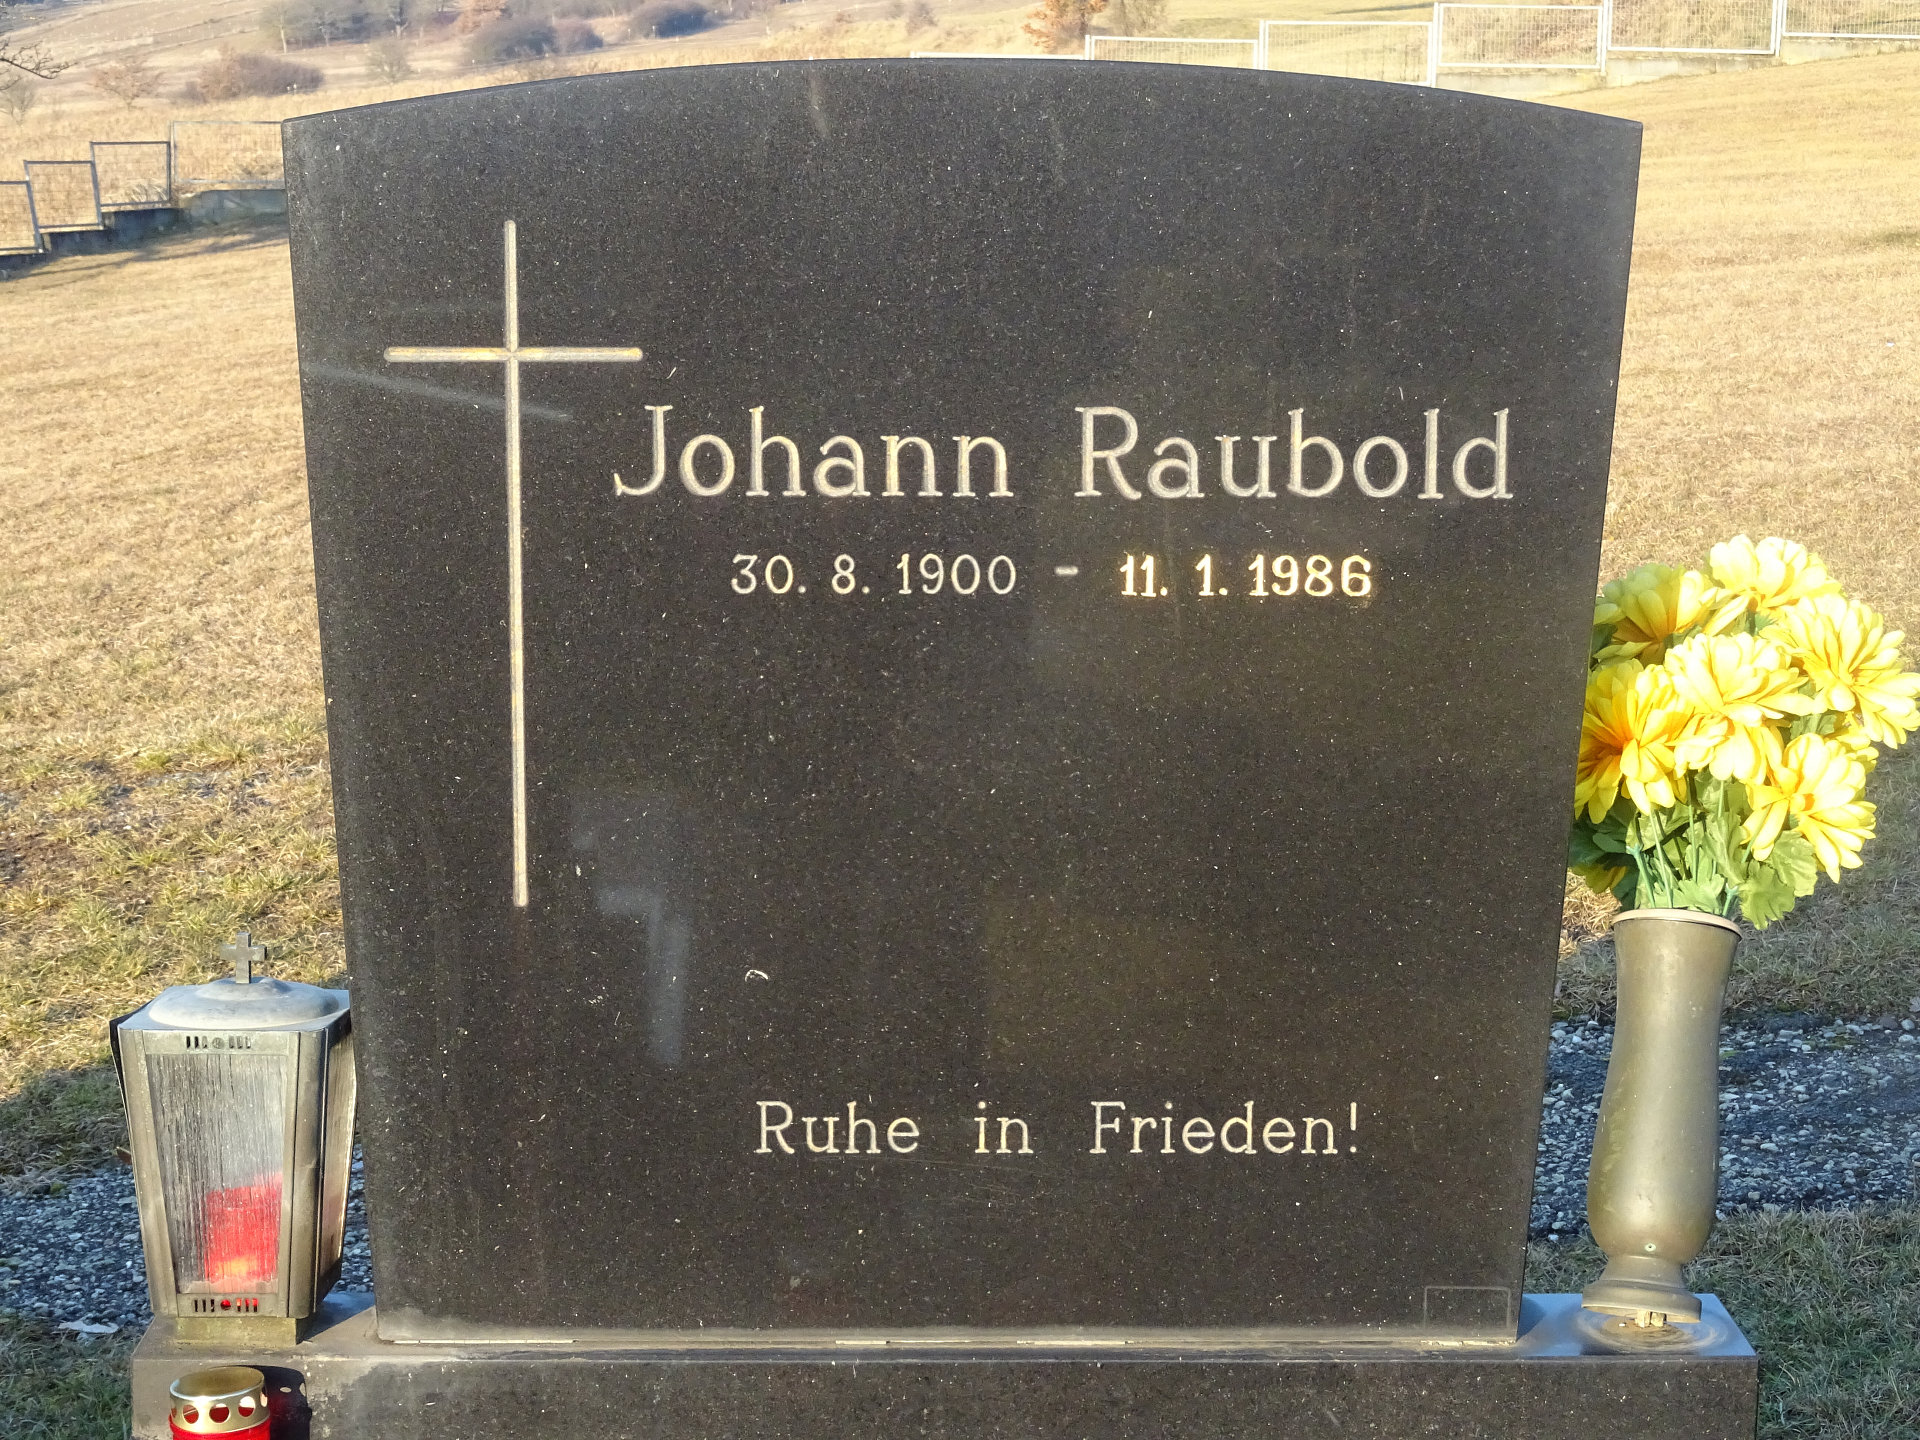 Johann Raubold
30. 8. 1900 - 11. 1. 1986
Ruhe in Frieden!